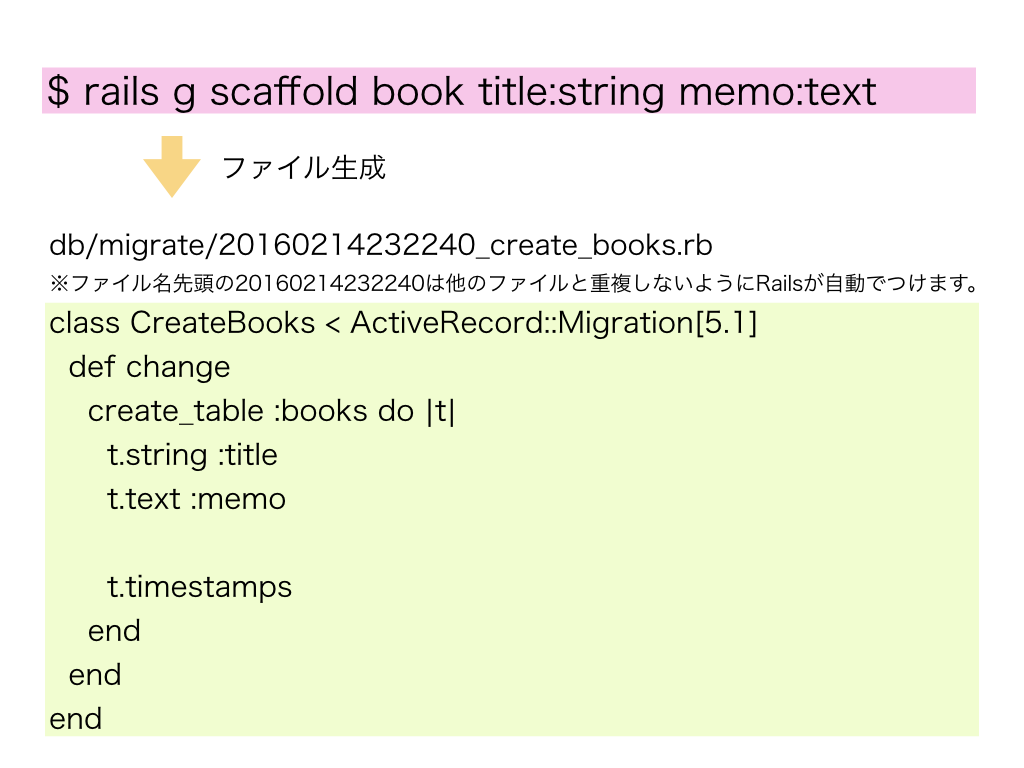 $ rails g scaffold book title:string memo:text
ファイル生成
db/migrate/20160214232240_create_books.rb
※ファイル名先頭の20160214232240は他のファイルと重複しないようにRailsが自動でつけます。
class CreateBooks < ActiveRecord::Migration[5.1]
def change
create_table :books do |t|
t.string :title
t.text :memo
t.timestamps
end
end
end